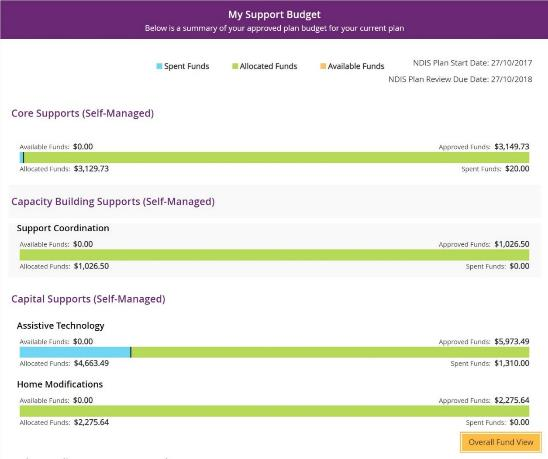 My Support Budget
Below is a summary of your approved plan budget for your current plan
Spent Funds Allocated Funds Available Funds
NDIS Plan Start Date: 27/10/2017
NDIS Plan Review Due Date: 27/10/2018
Core Supports (Self-Managed)
Available Funds: $0.00 Approved Funds: $3,149.73
Allocated Funds: $3,129.73 Spent Funds: $20.00
Capacity Building Supports (Self-Managed)
Support Coordination
Available Funds: $0.00 Approved Funds: $1,026.50
Allocated Funds: $1,026.50 Spent Funds: $0.00
Capital Supports (Self-Managed)
Assistive Technology
Available Funds: $0.00 Approved Funds: $5,973.49
Allocated Funds: $4,663.49 Spent Funds: $1,310.00
Home Modifications
Available Funds: $0.00 Approved Funds: $2,275.64
Allocated Funds: $2,275.64 Spent Funds: $0.00
Overall Fund View